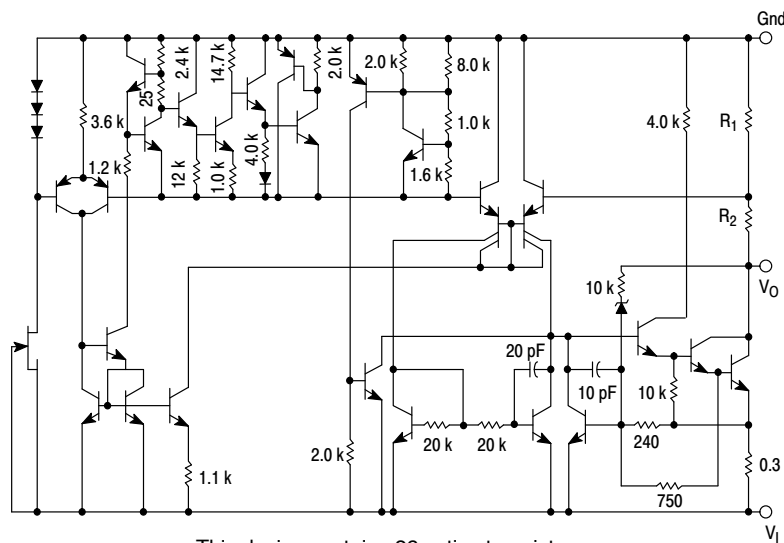 Gnd
2.4 k
14.7 k
2.0 k
2.0 k
8.0 k
25
3.6 k
4.0 k
R1
1.0 k
1.2 k
12 k
1.0 k
4.0 k
1.6 k
R2
10 k
VO
20 pF
10 pF
10 k
20 k
20 k
240
2.0 k
1.1 k
0.3
750
VI